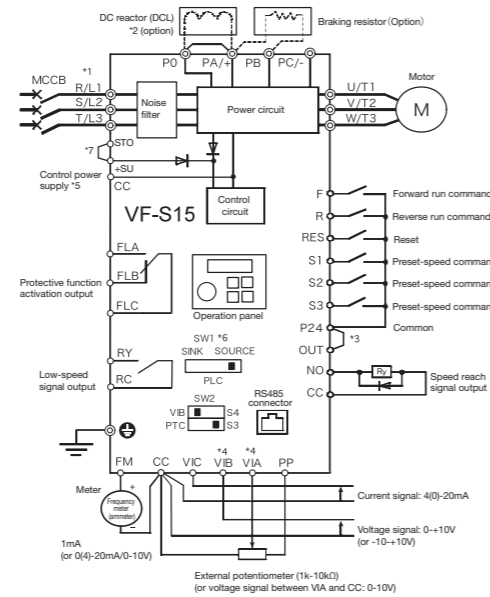 DC reactor (DCL)
*2 (option)
Braking resistor (Option)
P0 PA/+ PB PC/-
MCCB *1
R/L1
S/L2
T/L3
Noise
filter
Power circuit
U/T1
V/T2
W/T3
Motor
M
*7
STO
+SU
CC
Control power
supply *5
Control
circuit
VF-S15
F Forward run command
R Reverse run command
RES Reset
S1 Preset-speed comman
S2 Preset-speed comman
S3 Preset-speed comman
P24 Common
*3
OUT
NO
CC
Ry
Speed reach
signal output
FLA
FLB
FLC
Protective function
activation output
Operation panel
SW1 *6
SINK SOURCE
PLC
RY
RC
Low-speed
signal output
SW2
VIB S4
PTC S3
RS485
connector
*4 *4
FM CC VIC VIB VIA PP
Meter
+
Frequency
meter
(ammeter)
−
1mA
(or 0(4)-20mA/0-10V)
Current signal: 4(0)-20mA
Voltage signal: 0-+10V
(or -10-+10V)
External potentiometer (1k-10kΩ)
(or voltage signal between VIA and CC: 0-10V)